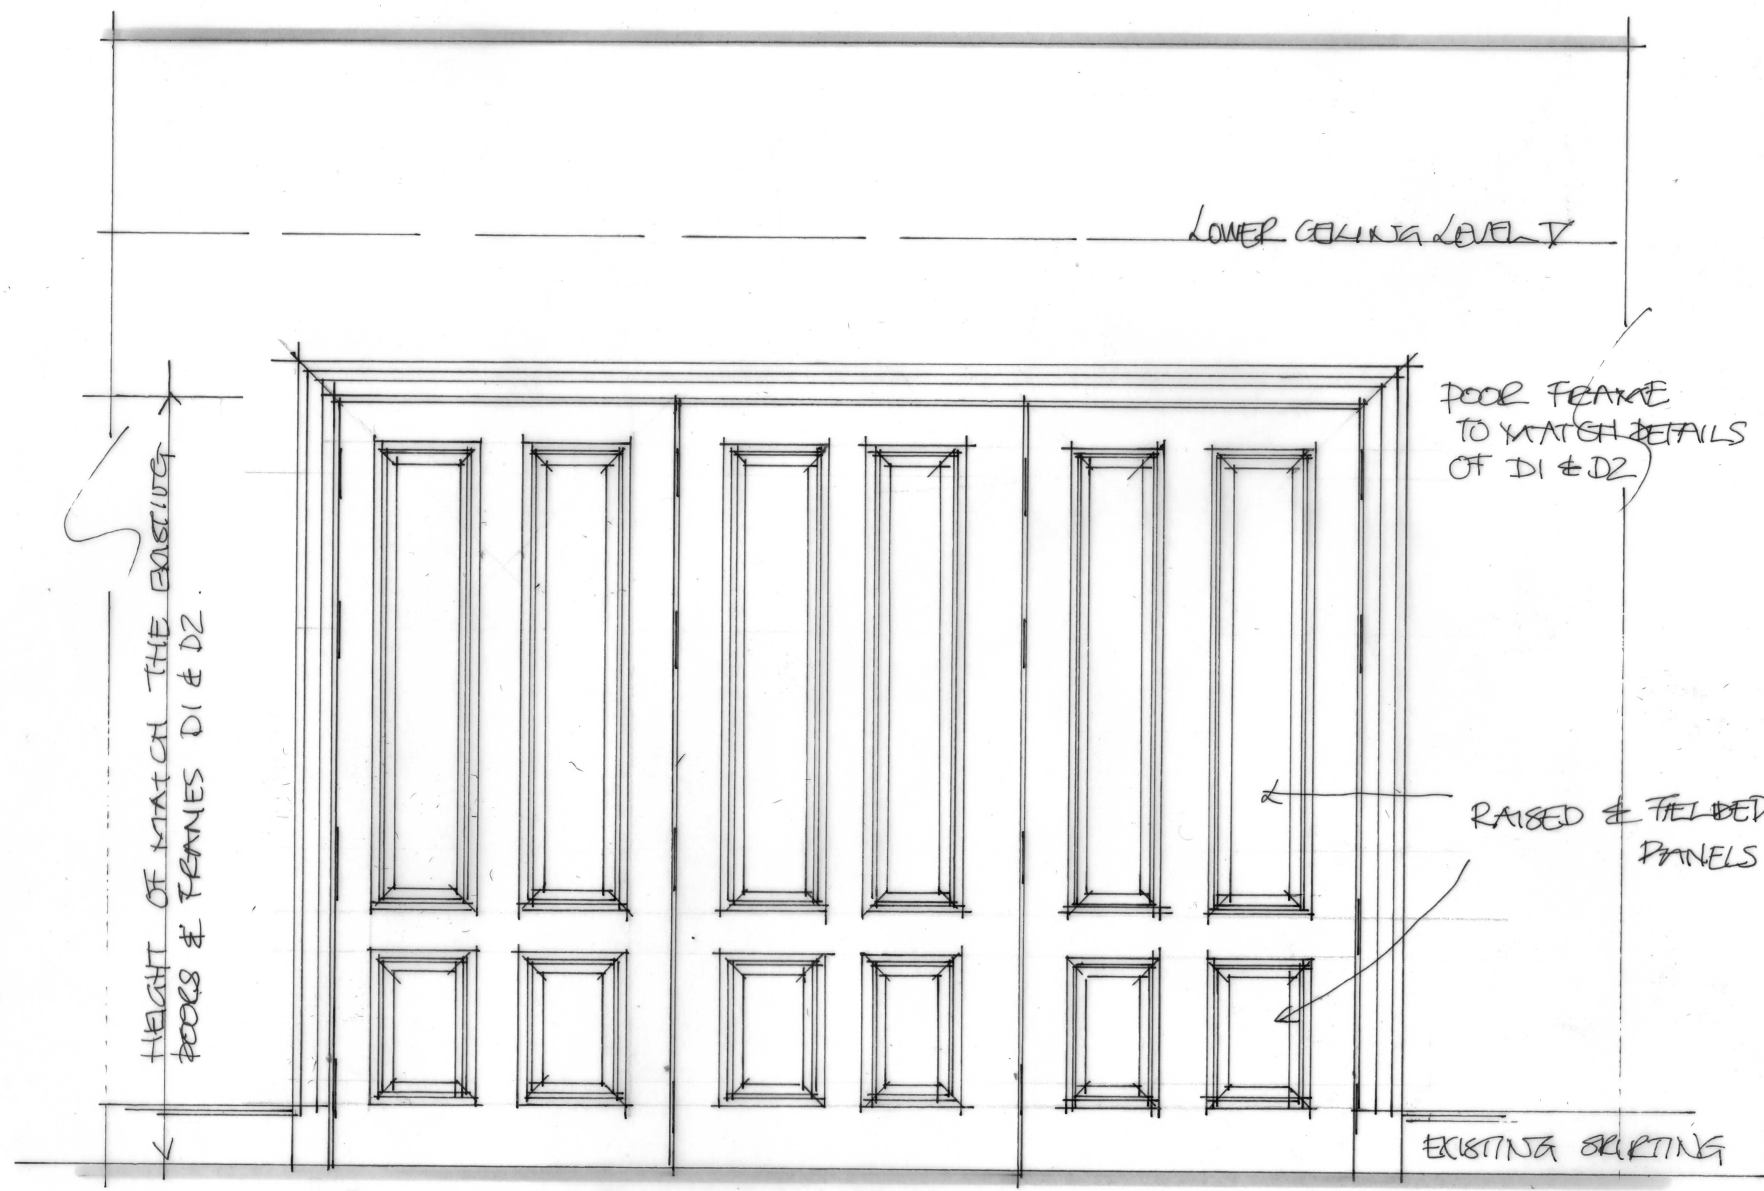 LOWER CEILING LEVEL
DOOR FRAME
TO MATCH DETAILS
OF D1 & D2
HEIGHT OF MATCH THE EXISTING
DOORS & FRAMES D1 & D2.
RAISED & FIELDED
PANELS
EXISTING SKIRTING